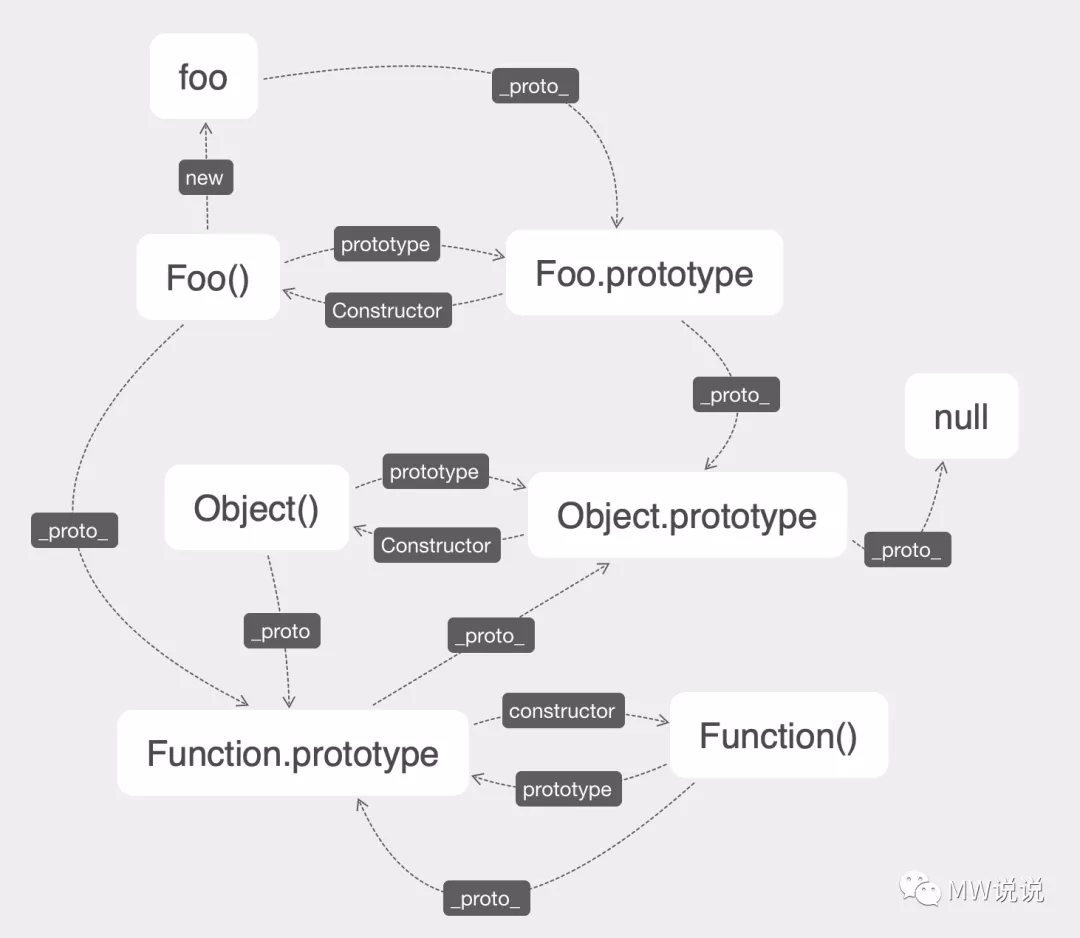 foo
_proto_
new
Foo()
prototype
Foo.prototype
Constructor
_proto_
null
Object()
prototype
Object.prototype
Constructor
_proto_
_proto_
_proto
_proto_
Function.prototype
constructor
Function()
prototype
_proto_
MW说说